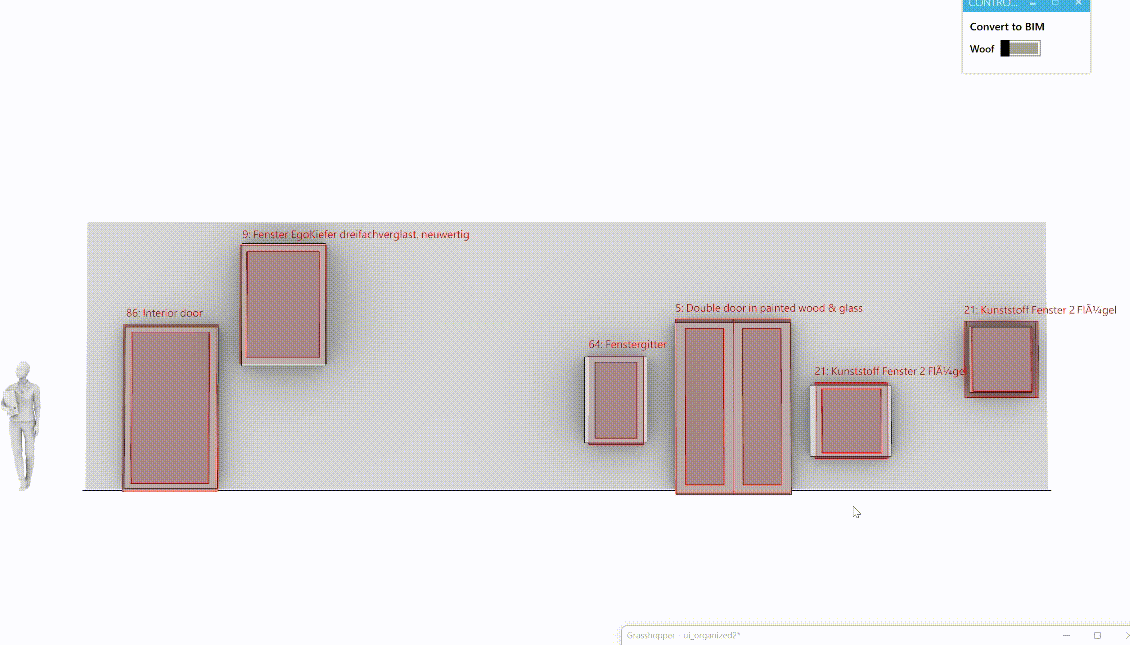 CONTRO...
Convert to BIM
Woof
9: Fenster EgoKiefer dreifachverglast, neuwertig
86: Interior door
5: Double door in painted wood & glass
21: Kunststoff Fenster 2 FlÃ¼gel
64: Fenstergitter
21: Kunststoff Fenster 2 FlÃ¼gel
Grasshopper - ui_organized2*